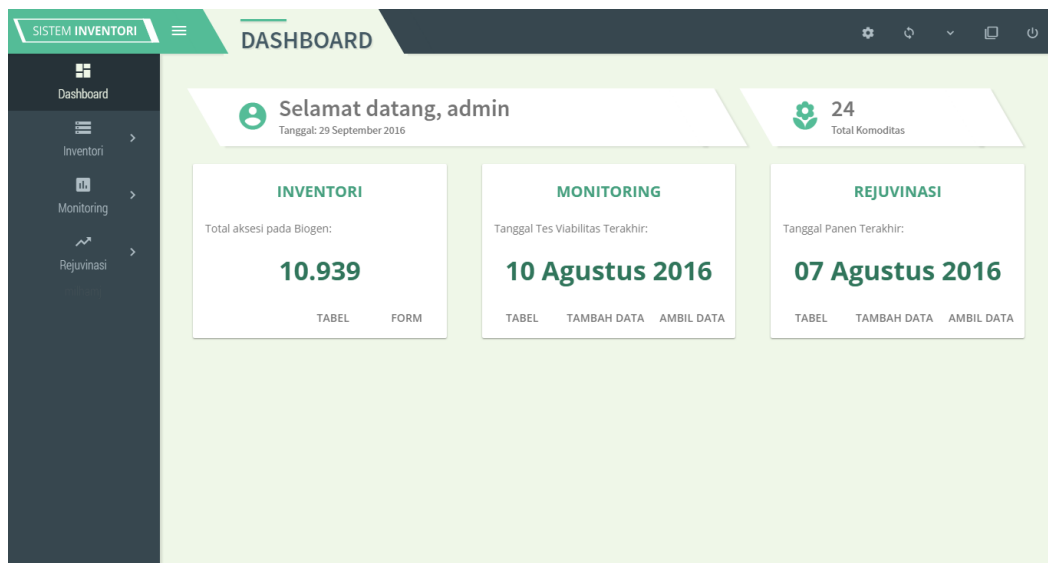 SISTEM INVENTORI
DASHBOARD
Dashboard
Inventori
Monitoring
Rejuvinasi
Selamat datang, admin
Tanggal: 29 September 2016
24
Total Komoditas
INVENTORI
Total aksesi pada Biogen:
10.939
TABEL FORM
MONITORING
Tanggal Tes Viabilitas Terakhir:
10 Agustus 2016
TABEL TAMBAH DATA AMBIL DATA
REJUVINASI
Tanggal Panen Terakhir:
07 Agustus 2016
TABEL TAMBAH DATA AMBIL DATA